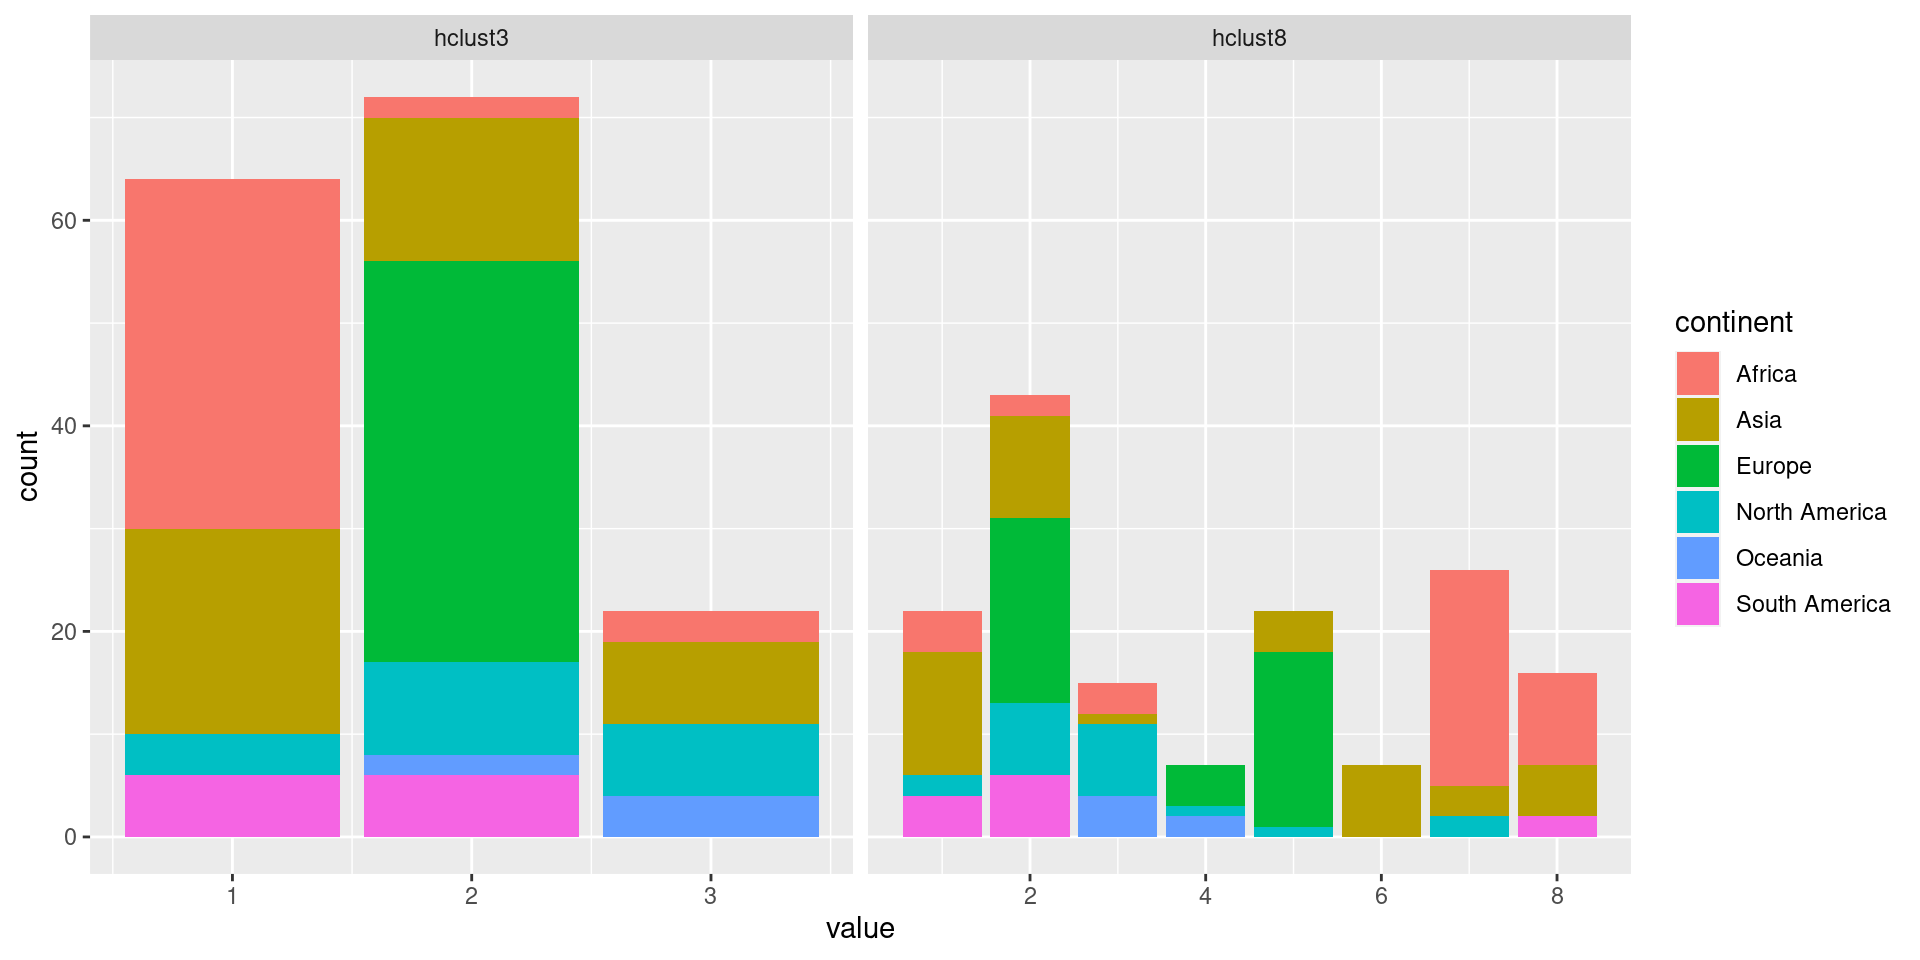 hclust3
hclust8
count
60
40
20
0
1
2
3
2
4
6
8
value
continent
Africa
Asia
Europe
North America
Oceania
South America